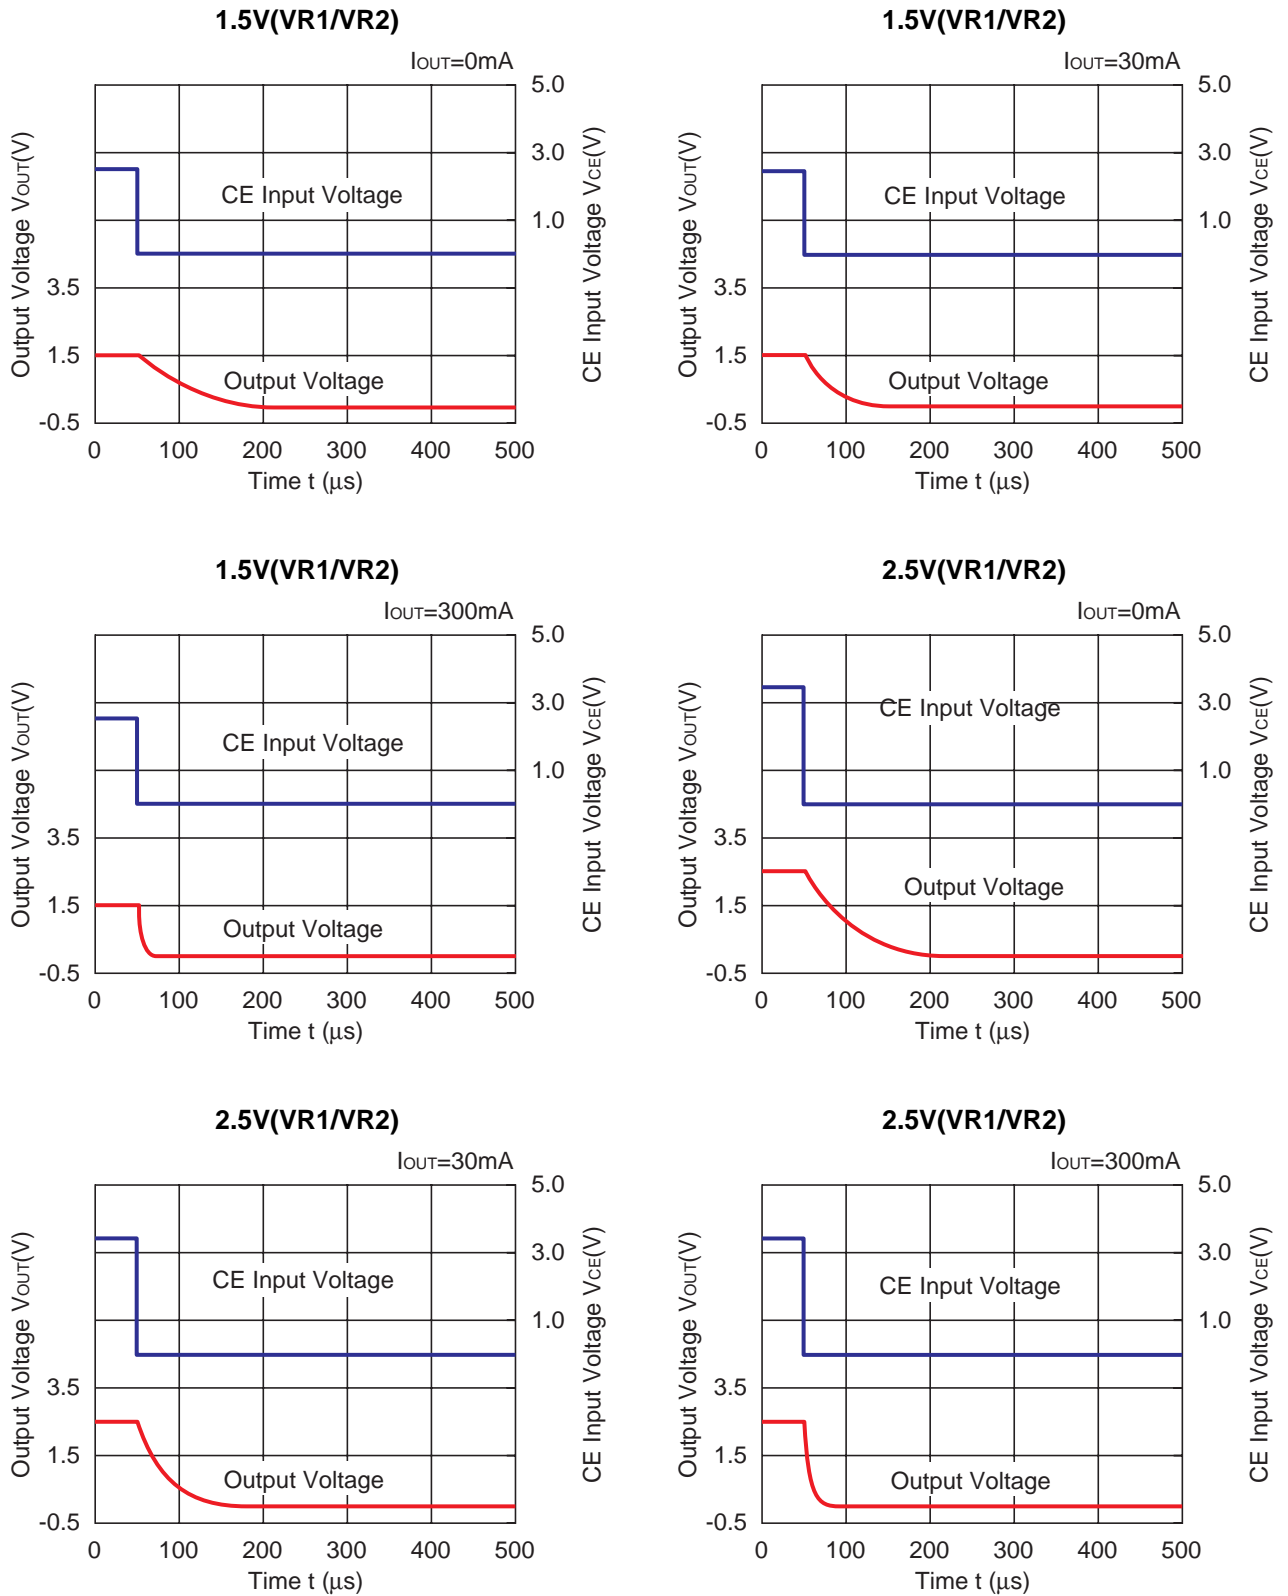 1.5V(VR1/VR2)
IOUT=0mA
Output Voltage VOUT(V)
CE Input Voltage VCE(V)
5.0
3.0
1.0
3.5
1.5
-0.5
CE Input Voltage
Output Voltage
0 100 200 300 400 500
Time t (μs)
1.5V(VR1/VR2)
IOUT=30mA
Output Voltage VOUT(V)
CE Input Voltage VCE(V)
5.0
3.0
1.0
3.5
1.5
-0.5
CE Input Voltage
Output Voltage
0 100 200 300 400 500
Time t (μs)
1.5V(VR1/VR2)
IOUT=300mA
Output Voltage VOUT(V)
CE Input Voltage VCE(V)
5.0
3.0
1.0
3.5
1.5
-0.5
CE Input Voltage
Output Voltage
0 100 200 300 400 500
Time t (μs)
2.5V(VR1/VR2)
IOUT=0mA
Output Voltage VOUT(V)
CE Input Voltage VCE(V)
5.0
3.0
1.0
3.5
1.5
-0.5
CE Input Voltage
Output Voltage
0 100 200 300 400 500
Time t (μs)
2.5V(VR1/VR2)
IOUT=30mA
Output Voltage VOUT(V)
CE Input Voltage VCE(V)
5.0
3.0
1.0
3.5
1.5
-0.5
CE Input Voltage
Output Voltage
0 100 200 300 400 500
Time t (μs)
2.5V(VR1/VR2)
IOUT=300mA
Output Voltage VOUT(V)
CE Input Voltage VCE(V)
5.0
3.0
1.0
3.5
1.5
-0.5
CE Input Voltage
Output Voltage
0 100 200 300 400 500
Time t (μs)